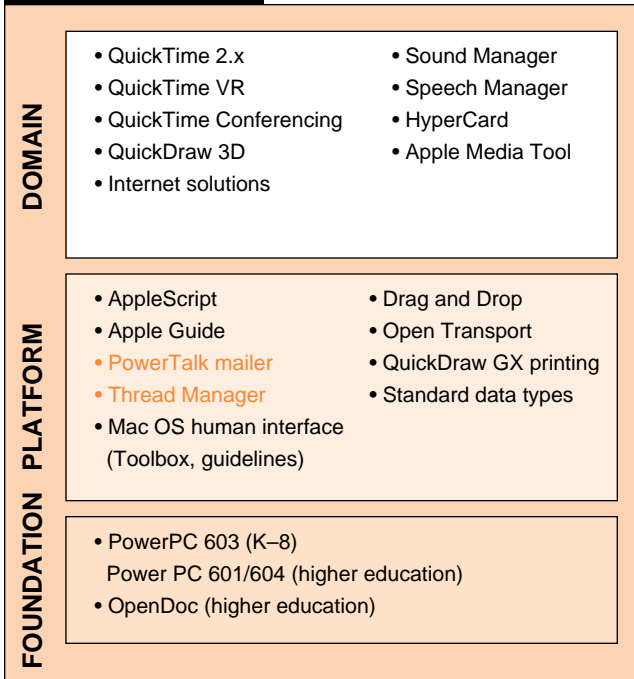 DOMAIN
• QuickTime 2.x
• QuickTime VR
• QuickTime Conferencing
• QuickDraw 3D
• Internet solutions
• Sound Manager
• Speech Manager
• HyperCard
• Apple Media Tool
PLATFORM
• AppleScript
• Apple Guide
• PowerTalk mailer
• Thread Manager
• Mac OS human interface
(Toolbox, guidelines)
• Drag and Drop
• Open Transport
• QuickDraw GX printing
• Standard data types
FOUNDATION
• PowerPC 603 (K–8)
Power PC 601/604 (higher education)
• OpenDoc (higher education)